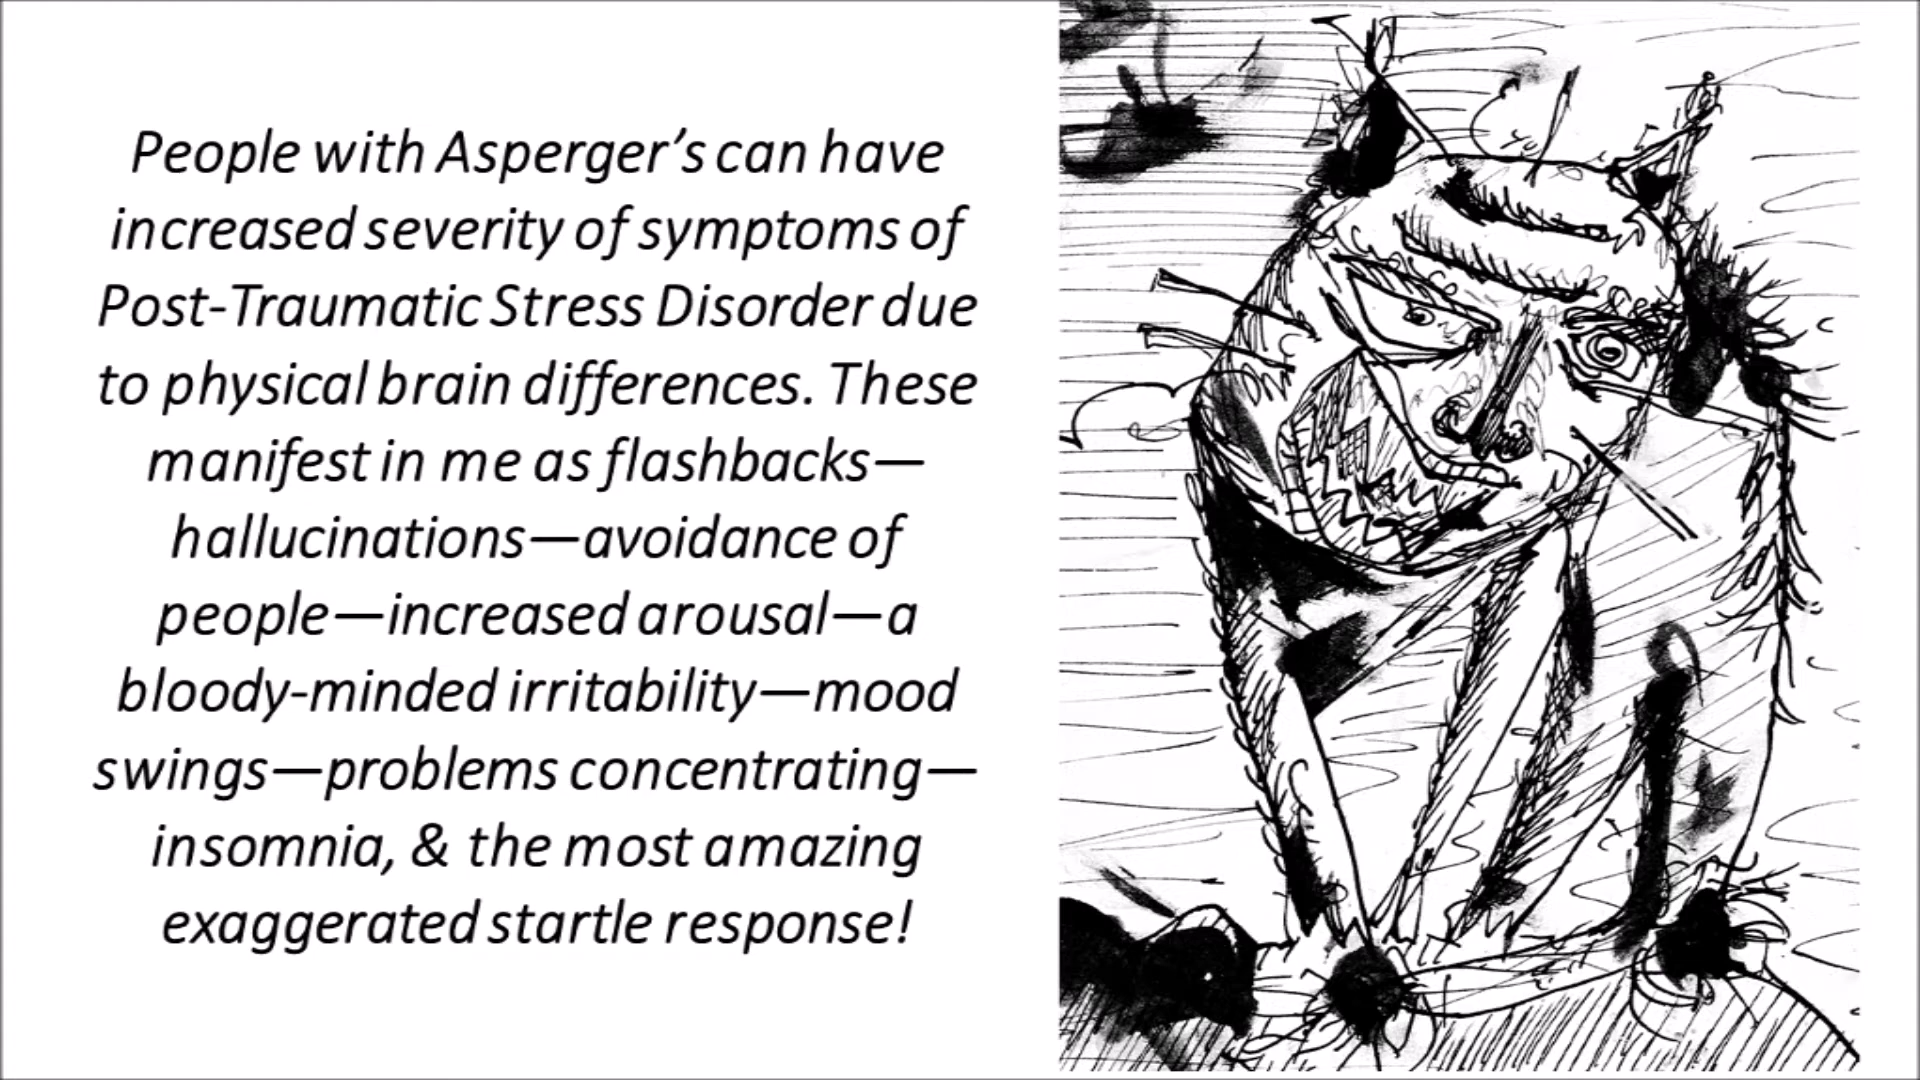 People with Asperger’s can have
increased severity of symptoms of
Post-Traumatic Stress Disorder due
to physical brain differences. These
manifest in me as flashbacks—
hallucinations—avoidance of
people—increased arousal—a
bloody-minded irritability—mood
swings—problems concentrating—
insomnia, & the most amazing
exaggerated startle response!